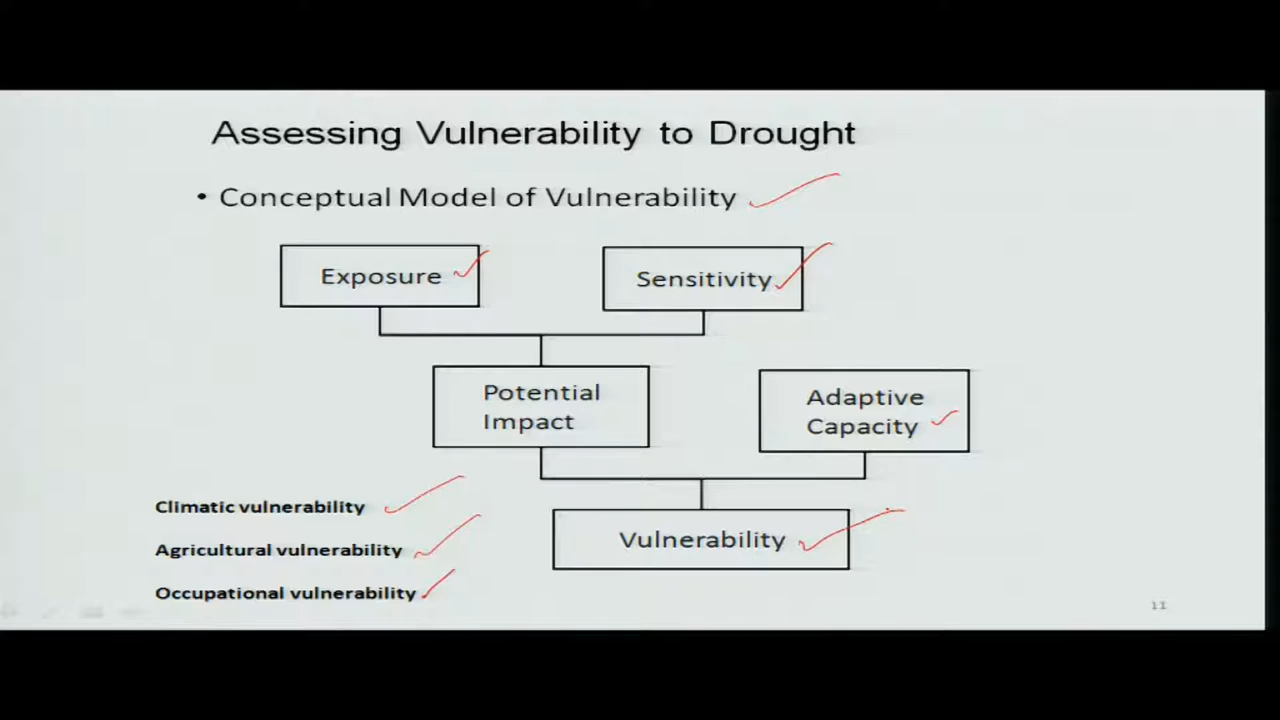 Assessing Vulnerability to Drought
• Conceptual Model of Vulnerability
Exposure
Sensitivity
Potential
Impact
Adaptive
Capacity
Climatic vulnerability
Agricultural vulnerability
Vulnerability
Occupational vulnerability
11